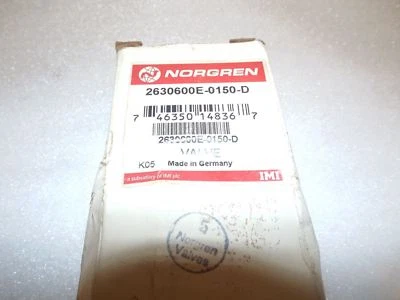 NORGREN
2630600E-0150-D
7 46350 14836 7
2630600E-0150-D
VALVE
K05 Made in Germany
a subsidiary of IMI plc IMI
5
Norgren
Valves